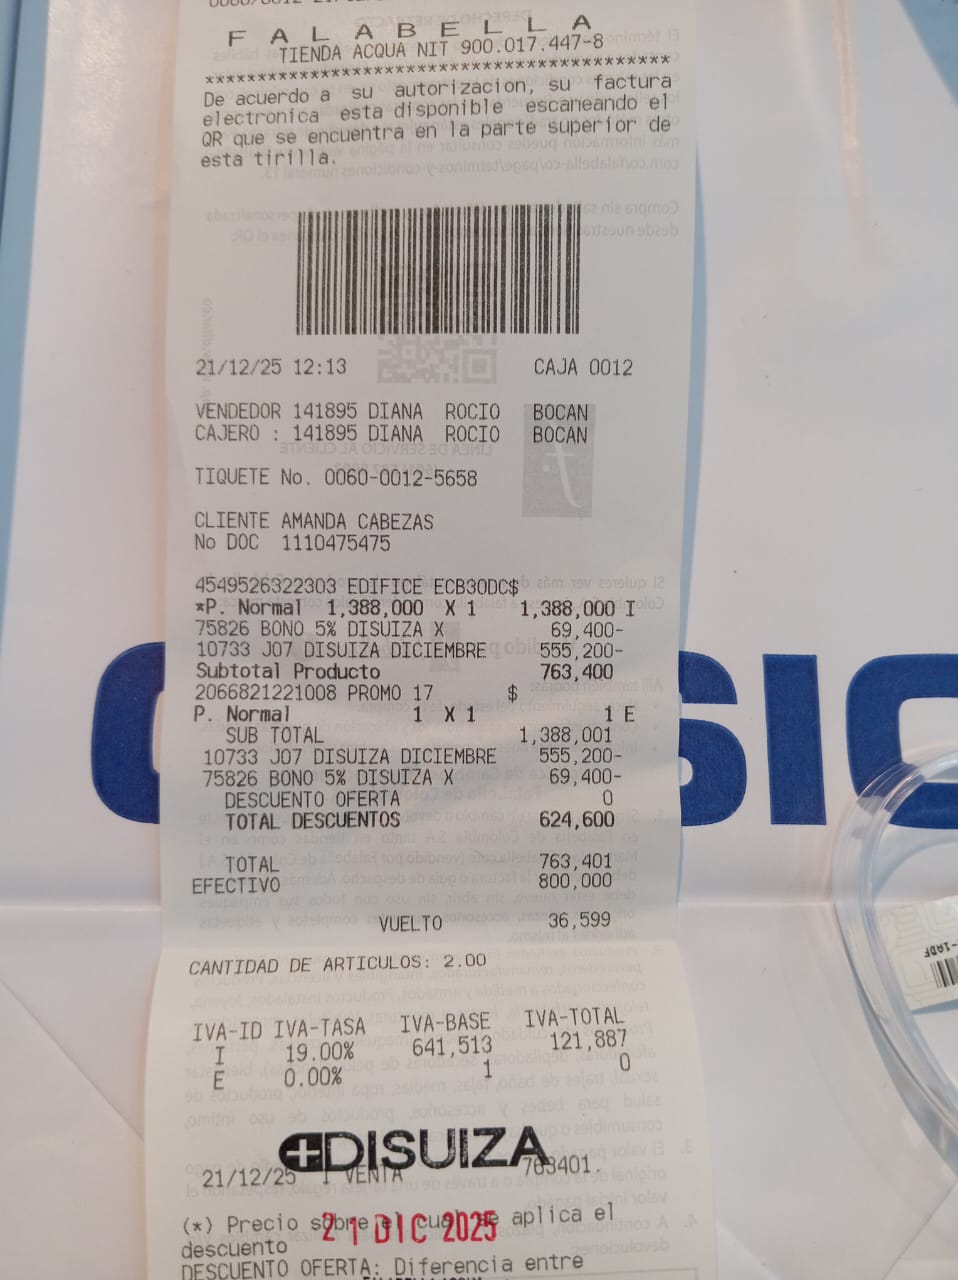 F A L A B E L L A
TIENDA ACQUA NIT 900.017.447-8
********************************************
De acuerdo a su autorizacion, su factura
electronica esta disponible escaneando el
QR que se encuentra en la parte superior de
esta tirilla.
21/12/25 12:13 CAJA 0012
VENDEDOR 141895 DIANA ROCIO BOCAN
CAJERO : 141895 DIANA ROCIO BOCAN
TIQUETE No. 0060-0012-5658
CLIENTE AMANDA CABEZAS
No DOC 1110475475
4549526322303 EDIFICE ECB30DC$
*P. Normal 1,388,000 X 1 1,388,000 I
75826 BONO 5% DISUIZA X 69,400-
10733 J07 DISUIZA DICIEMBRE 555,200-
Subtotal Producto 763,400
2066821221008 PROMO 17 $
P. Normal 1 X 1 1 E
SUB TOTAL 1,388,001
10733 J07 DISUIZA DICIEMBRE 555,200-
75826 BONO 5% DISUIZA X 69,400-
DESCUENTO OFERTA 0
TOTAL DESCUENTOS 624,600
TOTAL 763,401
EFECTIVO 800,000
VUELTO 36,599
CANTIDAD DE ARTICULOS: 2.00
IVA-ID IVA-TASA IVA-BASE IVA-TOTAL
I 19.00% 641,513 121,887
E 0.00% 1 0
DISUIZA
21/12/25 1 VENTA 763401.
(*) Precio sobre el cual se aplica el
21 DIC 2025
descuento
DESCUENTO OFERTA: Diferencia entre